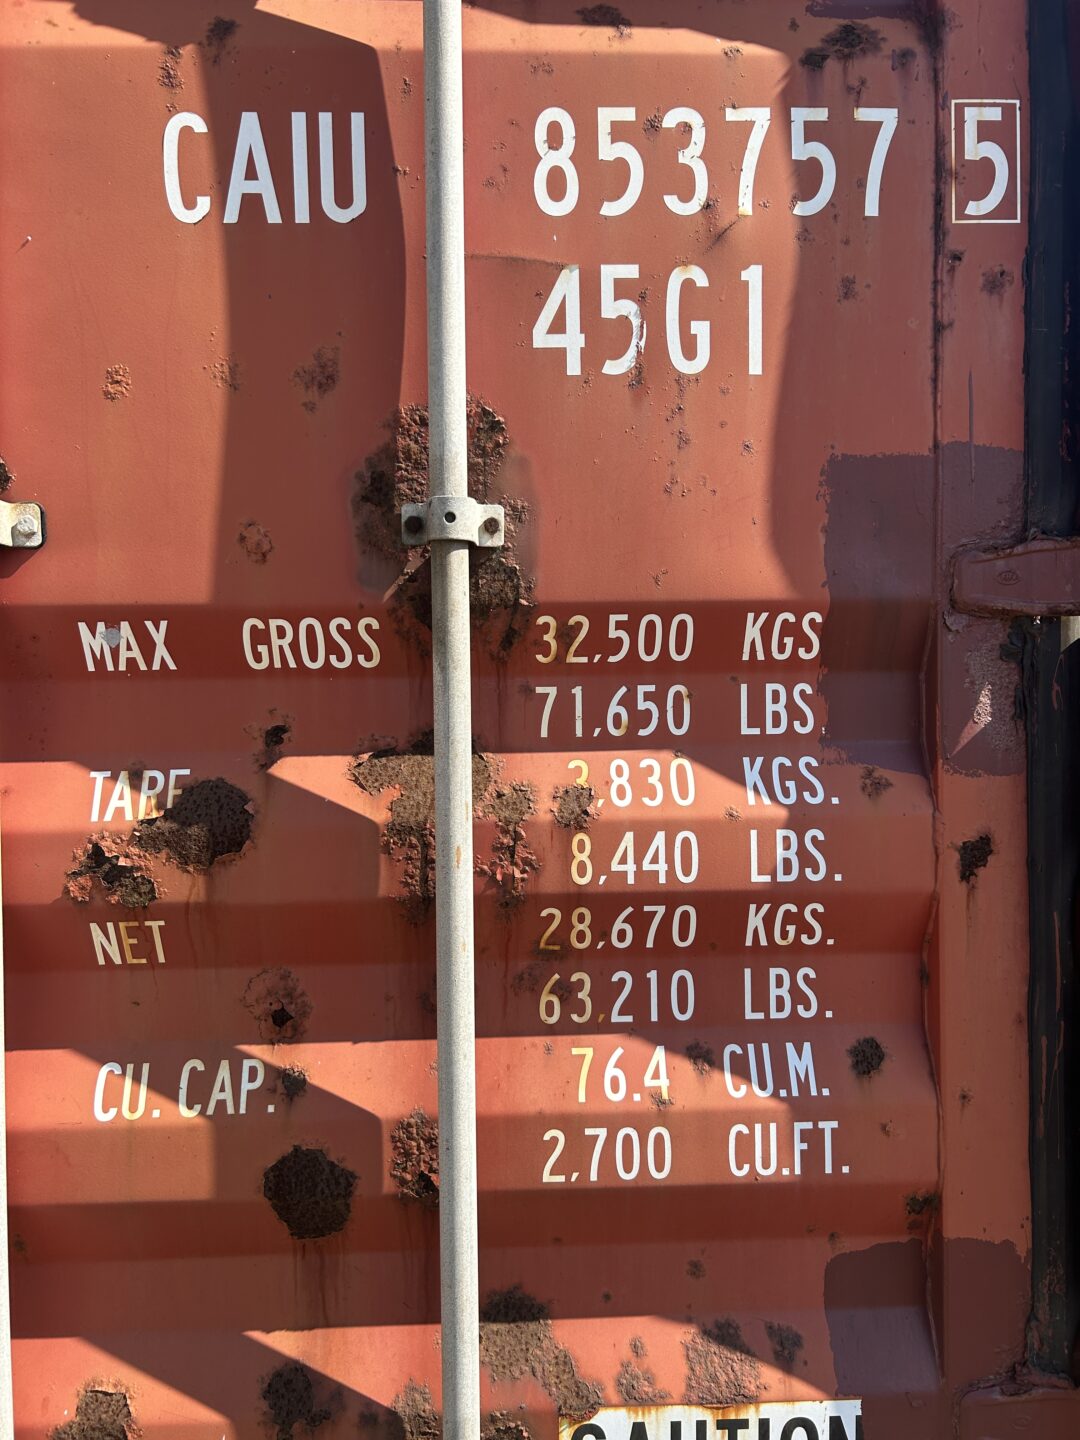 CAIU 853757 5
45G1
MAX GROSS 32,500 KGS
71,650 LBS.
TARE 3,830 KGS.
8,440 LBS.
NET 28,670 KGS.
63,210 LBS.
CU. CAP. 76.4 CU.M.
2,700 CU.FT.
CAUTION